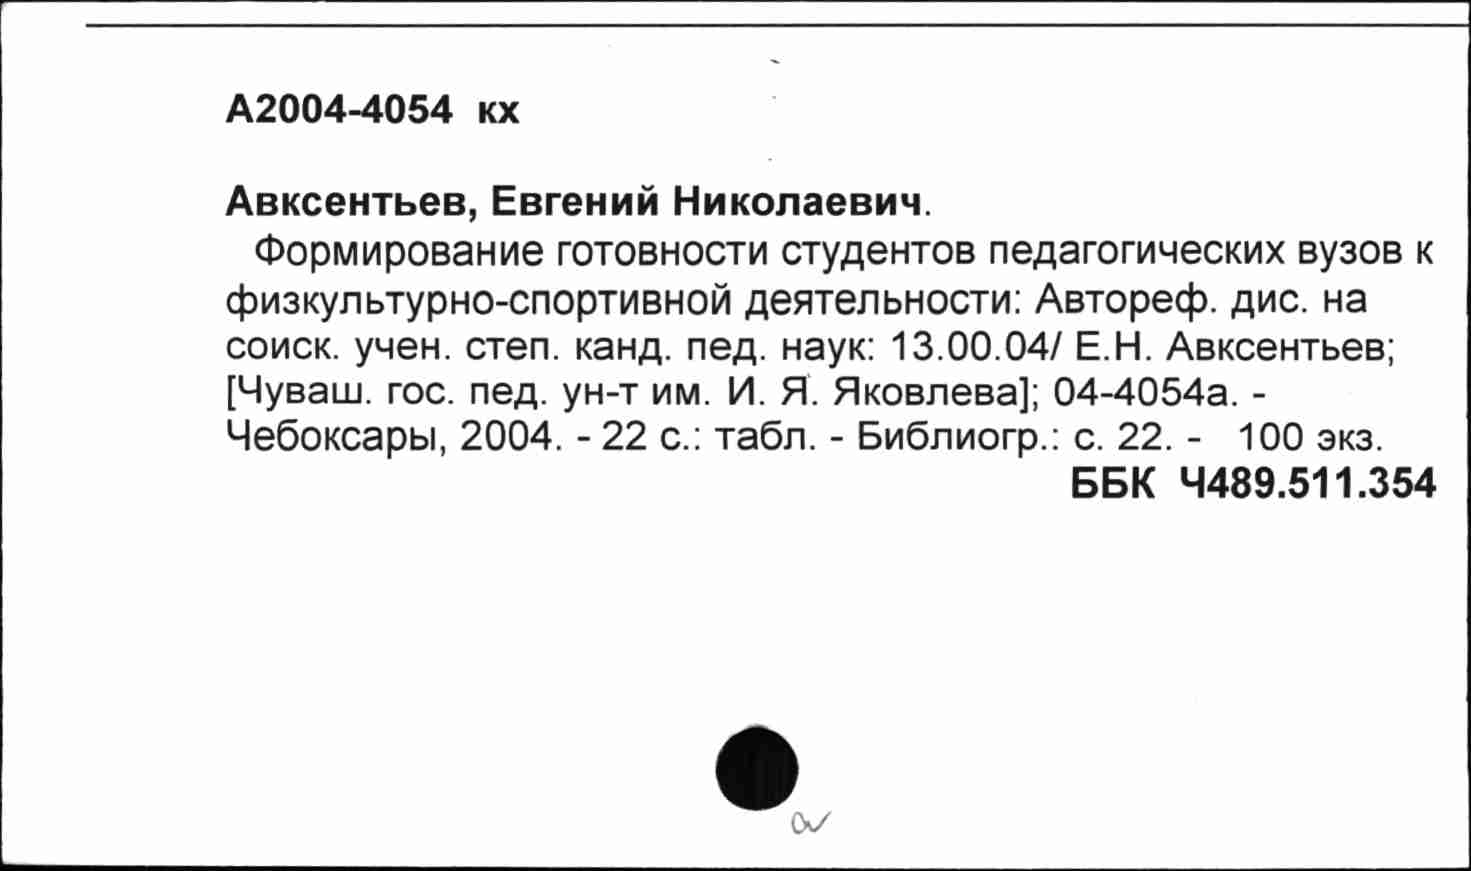 А2004-4054 кх
Авксентьев, Евгений Николаевич.
Формирование готовности студентов педагогических вузов к
физкультурно-спортивной деятельности: Автореф. дис. на
соиск. учен. степ. канд. пед. наук: 13.00.04/ Е.Н. Авксентьев;
[Чуваш. гос. пед. ун-т им. И. Я. Яковлева]; 04-4054а. -
Чебоксары, 2004. - 22 с.: табл. - Библиогр.: с. 22. - 100 экз.
ББК Ч489.511.354